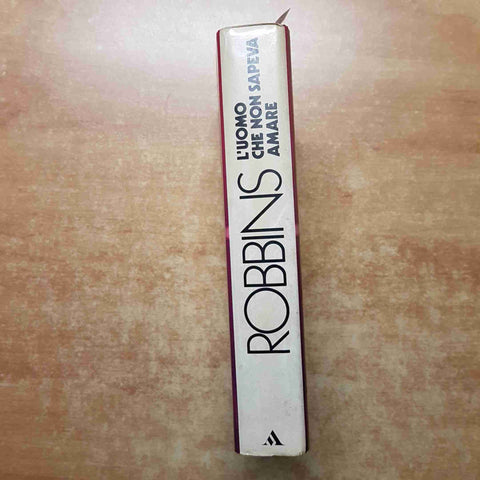 ROBBINS
L'UOMO
CHE NON SAPEVA
AMARE